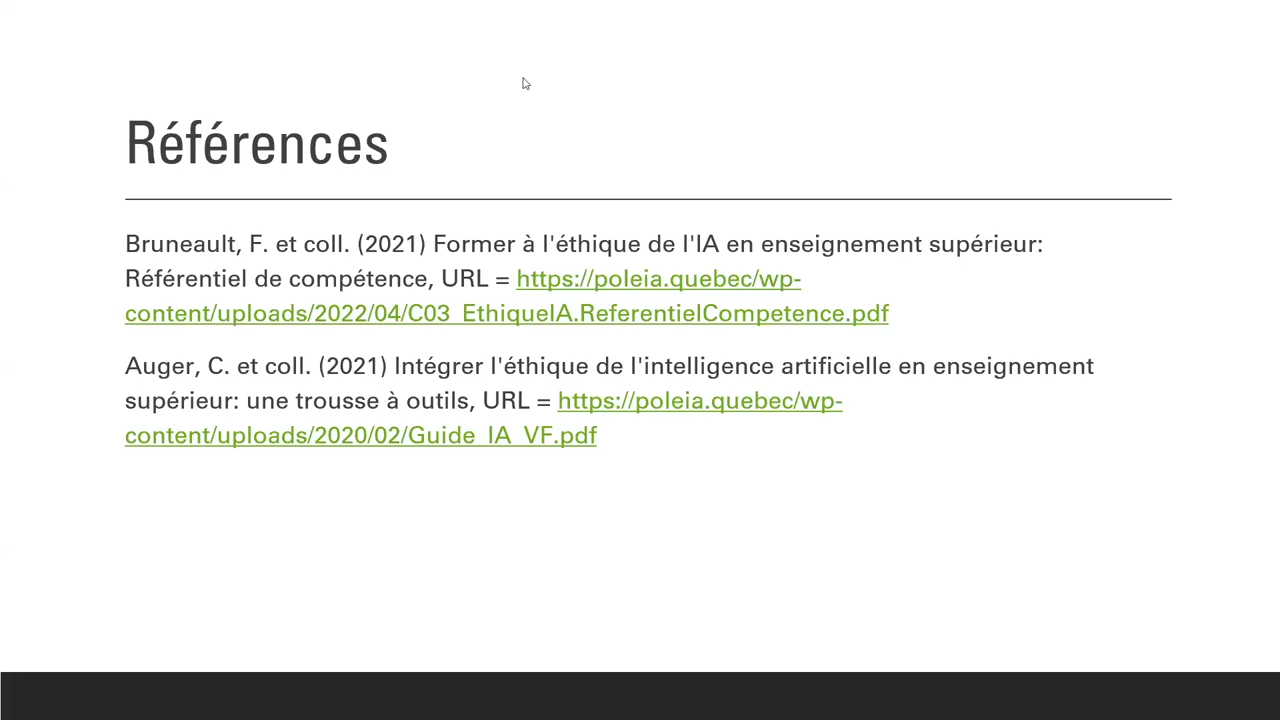 Références
Bruneault, F. et coll. (2021) Former à l'éthique de l'IA en enseignement supérieur:
Référentiel de compétence, URL = https://poleia.quebec/wp-
content/uploads/2022/04/C03_EthiqueIA.ReferentielCompetence.pdf
Auger, C. et coll. (2021) Intégrer l'éthique de l'intelligence artificielle en enseignement
supérieur: une trousse à outils, URL = https://poleia.quebec/wp-
content/uploads/2020/02/Guide_IA_VF.pdf